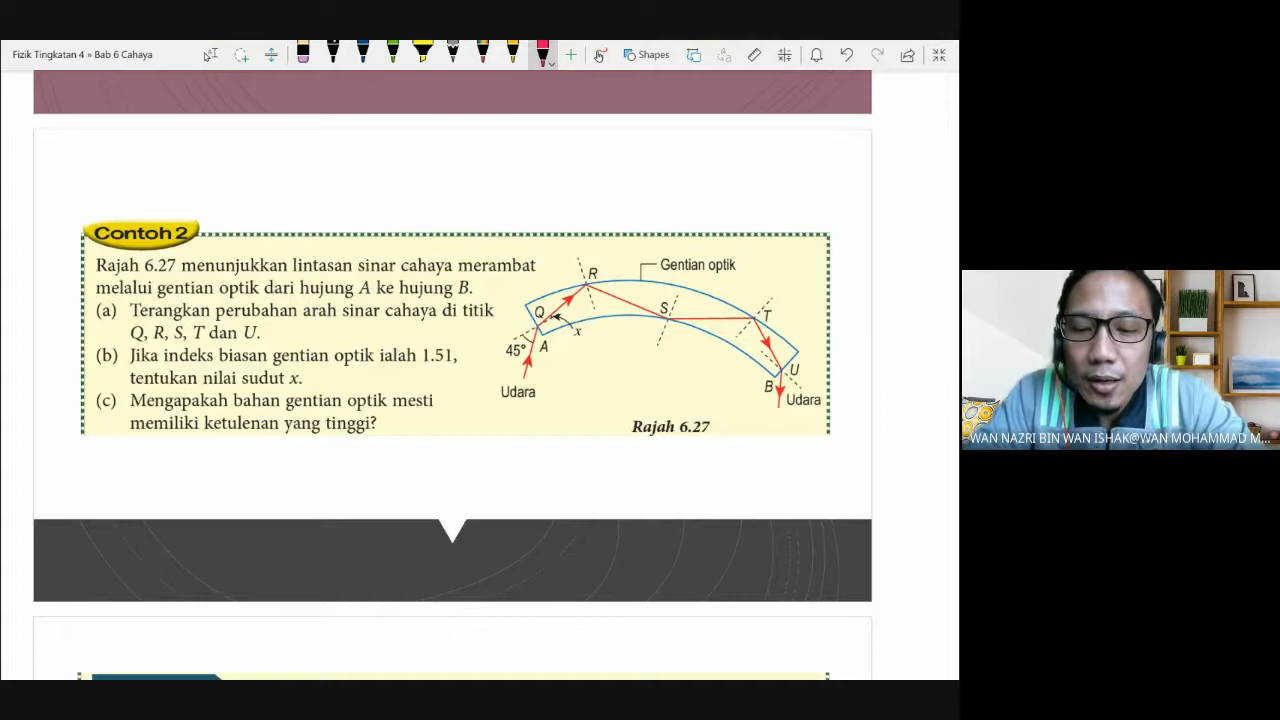 Fizik Tingkatan 4 » Bab 6 Cahaya
Shapes
Contoh 2
Rajah 6.27 menunjukkan lintasan sinar cahaya merambat
melalui gentian optik dari hujung A ke hujung B.
(a) Terangkan perubahan arah sinar cahaya di titik
Q, R, S, T dan U.
(b) Jika indeks biasan gentian optik ialah 1.51,
tentukan nilai sudut x.
(c) Mengapakah bahan gentian optik mesti
memiliki ketulenan yang tinggi?
R
Gentian optik
Q
S
T
x
45°
A
U
B
Udara
Udara
Rajah 6.27
WAN NAZRI BIN WAN ISHAK@WAN MOHAMMAD M...